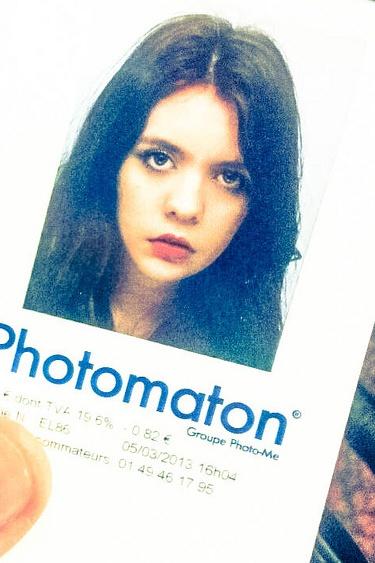 Photomaton®
Groupe Photo-Me
€ dont TVA 19.6% : 0.82 €
N EL86 05/03/2013 16h04
01 49 46 17 95